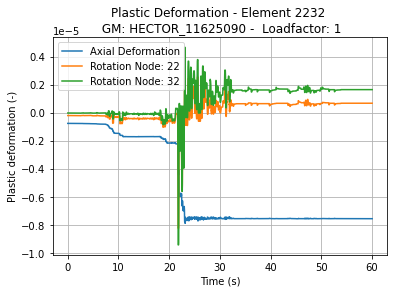 Plastic Deformation - Element 2232
GM: HECTOR_11625090 -  Loadfactor: 1
1e−5
Axial Deformation
Rotation Node: 22
Rotation Node: 32
0.4
0.2
0.0
−0.2
−0.4
−0.6
−0.8
−1.0
Plastic deformation (-)
0 10 20 30 40 50 60
Time (s)